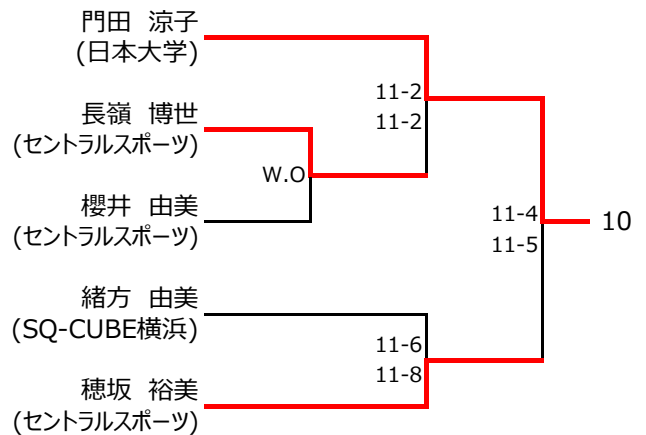 門田 涼子
(日本大学)
長嶺 博世
(セントラルスポーツ)
櫻井 由美
(セントラルスポーツ)
緒方 由美
(SQ-CUBE横浜)
穂坂 裕美
(セントラルスポーツ)
W.O
11-2
11-2
11-6
11-8
11-4
11-5
10